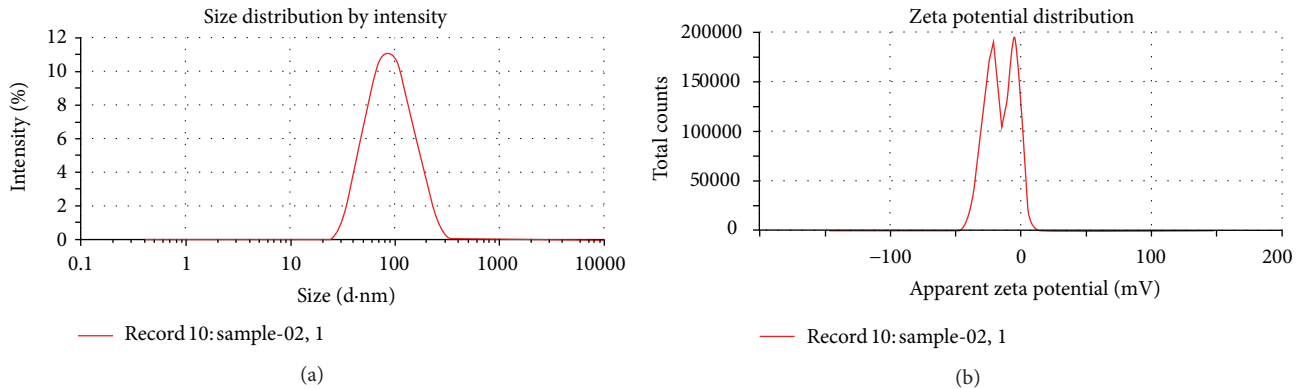 Size distribution by intensity
12
10
8
6
4
2
0
0.1 1 10 100 1000 10000
Intensity (%)
Size (d·nm)
Record 10: sample-02, 1
(a)
Zeta potential distribution
200000
150000
100000
50000
0
−100 0 100 200
Total counts
Apparent zeta potential (mV)
Record 10: sample-02, 1
(b)